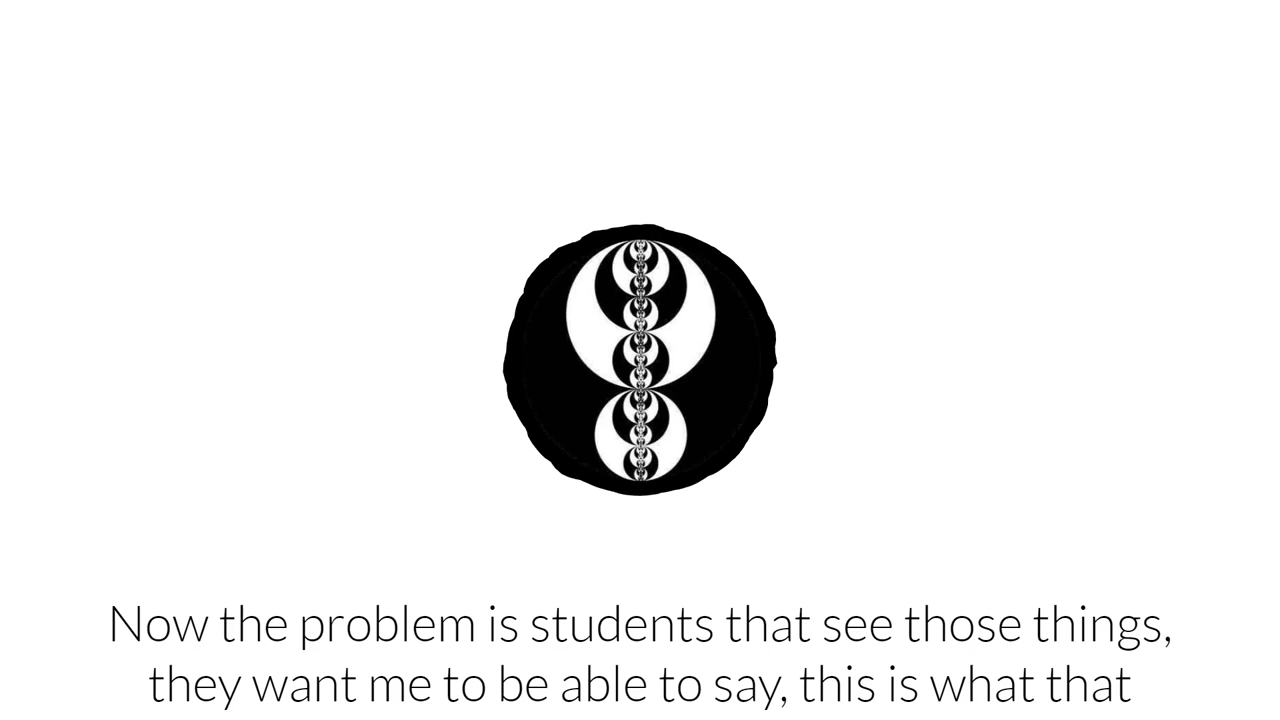 Now the problem is students that see those things,
they want me to be able to say, this is what that